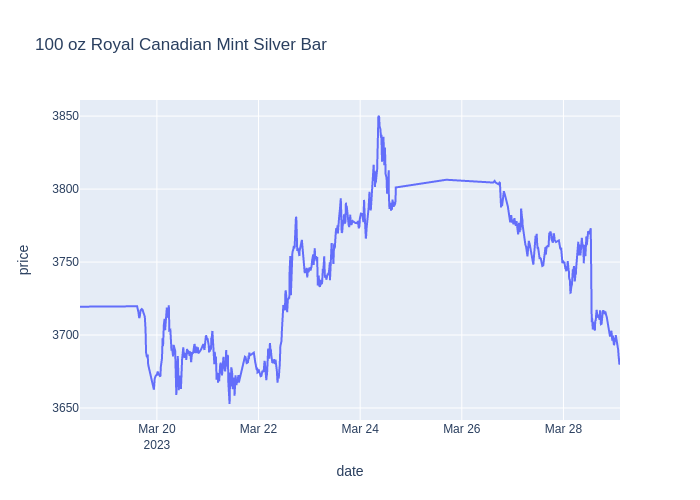 100 oz Royal Canadian Mint Silver Bar
3850
3800
3750
3700
3650
price
Mar 20
2023
Mar 22
Mar 24
Mar 26
Mar 28
date